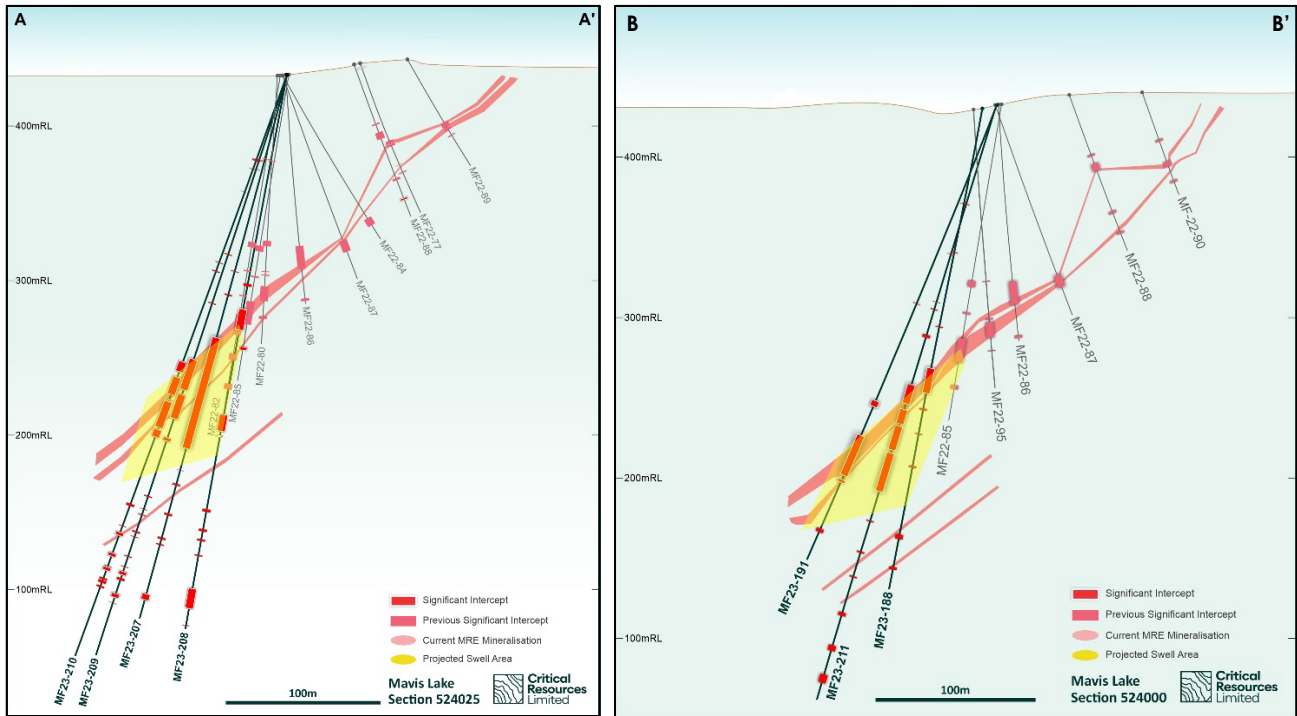 A
A'
400mRL
300mRL
200mRL
100mRL
MF22-89
MF22-77
MF22-88
MF22-84
MF22-87
MF22-86
MF22-80
MF22-85
MF22-82
MF23-210
MF23-209
MF23-207
MF23-208
Significant Intercept
Previous Significant Intercept
Current MRE Mineralisation
Projected Swell Area
100m
Mavis Lake
Section 524025
Critical
Resources
Limited
B
B'
400mRL
300mRL
200mRL
100mRL
MF-22-90
MF22-88
MF22-87
MF22-86
MF22-95
MF22-85
MF23-191
MF23-188
MF23-211
Significant Intercept
Previous Significant Intercept
Current MRE Mineralisation
Projected Swell Area
100m
Mavis Lake
Section 524000
Critical
Resources
Limited